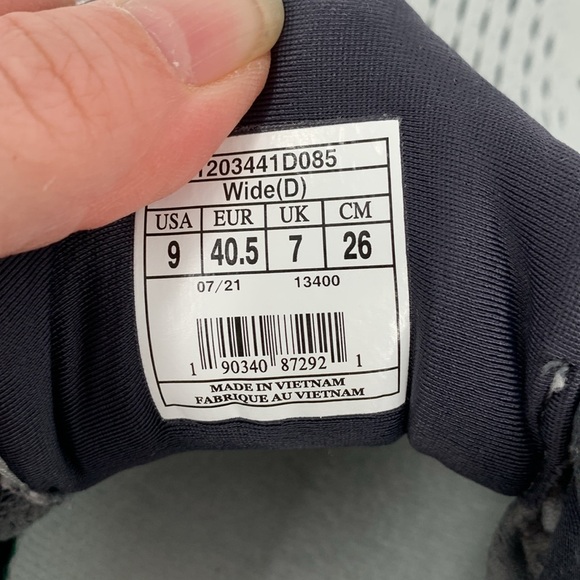 1203441D085
Wide(D)
USA EUR UK CM
9 40.5 7 26
07/21 13400
1 90340 87292 1
MADE IN VIETNAM
FABRIQUE AU VIETNAM